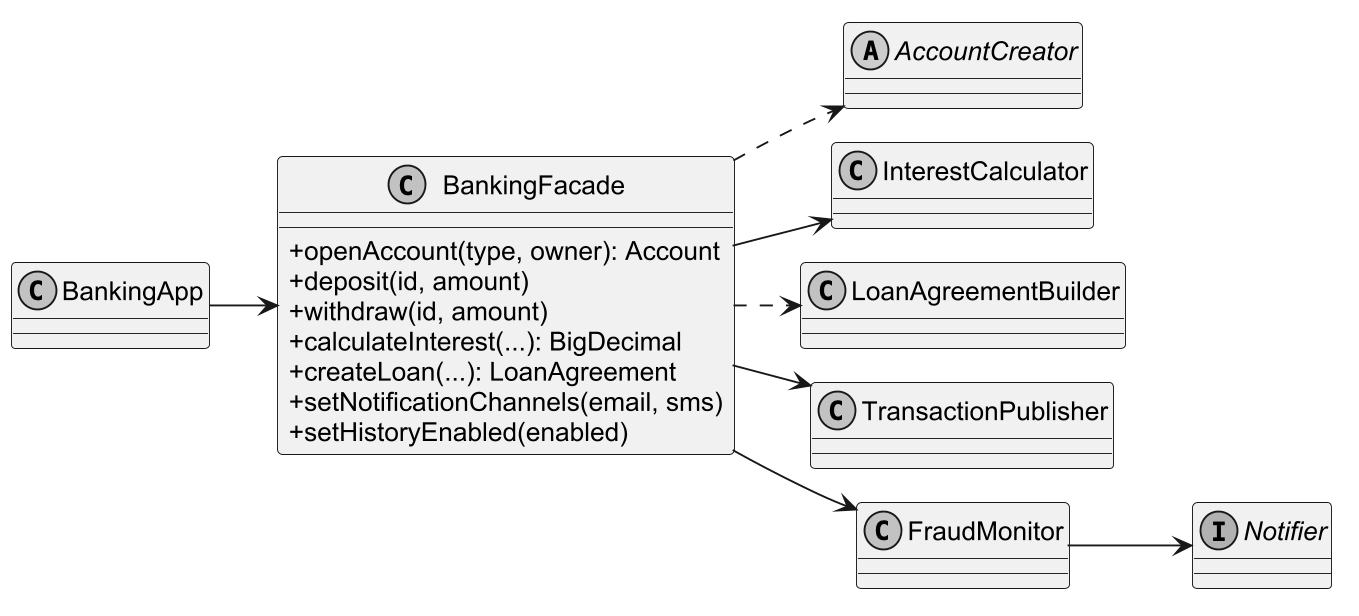 A AccountCreator
C InterestCalculator
C BankingFacade
+openAccount(type, owner): Account
+deposit(id, amount)
+withdraw(id, amount)
+calculateInterest(...): BigDecimal
+createLoan(...): LoanAgreement
+setNotificationChannels(email, sms)
+setHistoryEnabled(enabled)
C BankingApp
C LoanAgreementBuilder
C TransactionPublisher
C FraudMonitor
I Notifier